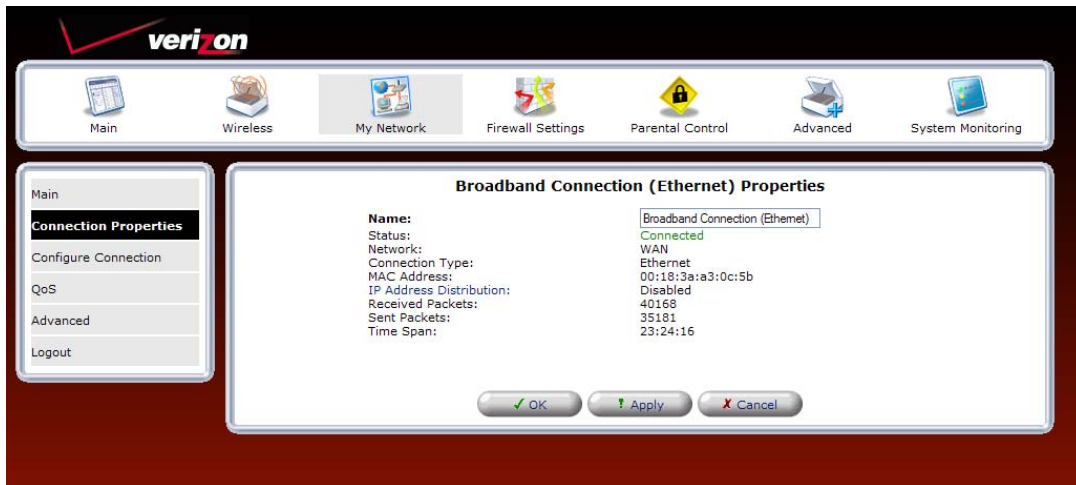 verizon
Main Wireless My Network Firewall Settings Parental Control Advanced System Monitoring
Main
Connection Properties
Configure Connection
QoS
Advanced
Logout
Broadband Connection (Ethernet) Properties
Name: Broadband Connection (Ethernet)
Status: Connected
Network: WAN
Connection Type: Ethernet
MAC Address: 00:18:3a:a3:0c:5b
IP Address Distribution: Disabled
Received Packets: 40168
Sent Packets: 35181
Time Span: 23:24:16
OK Apply Cancel